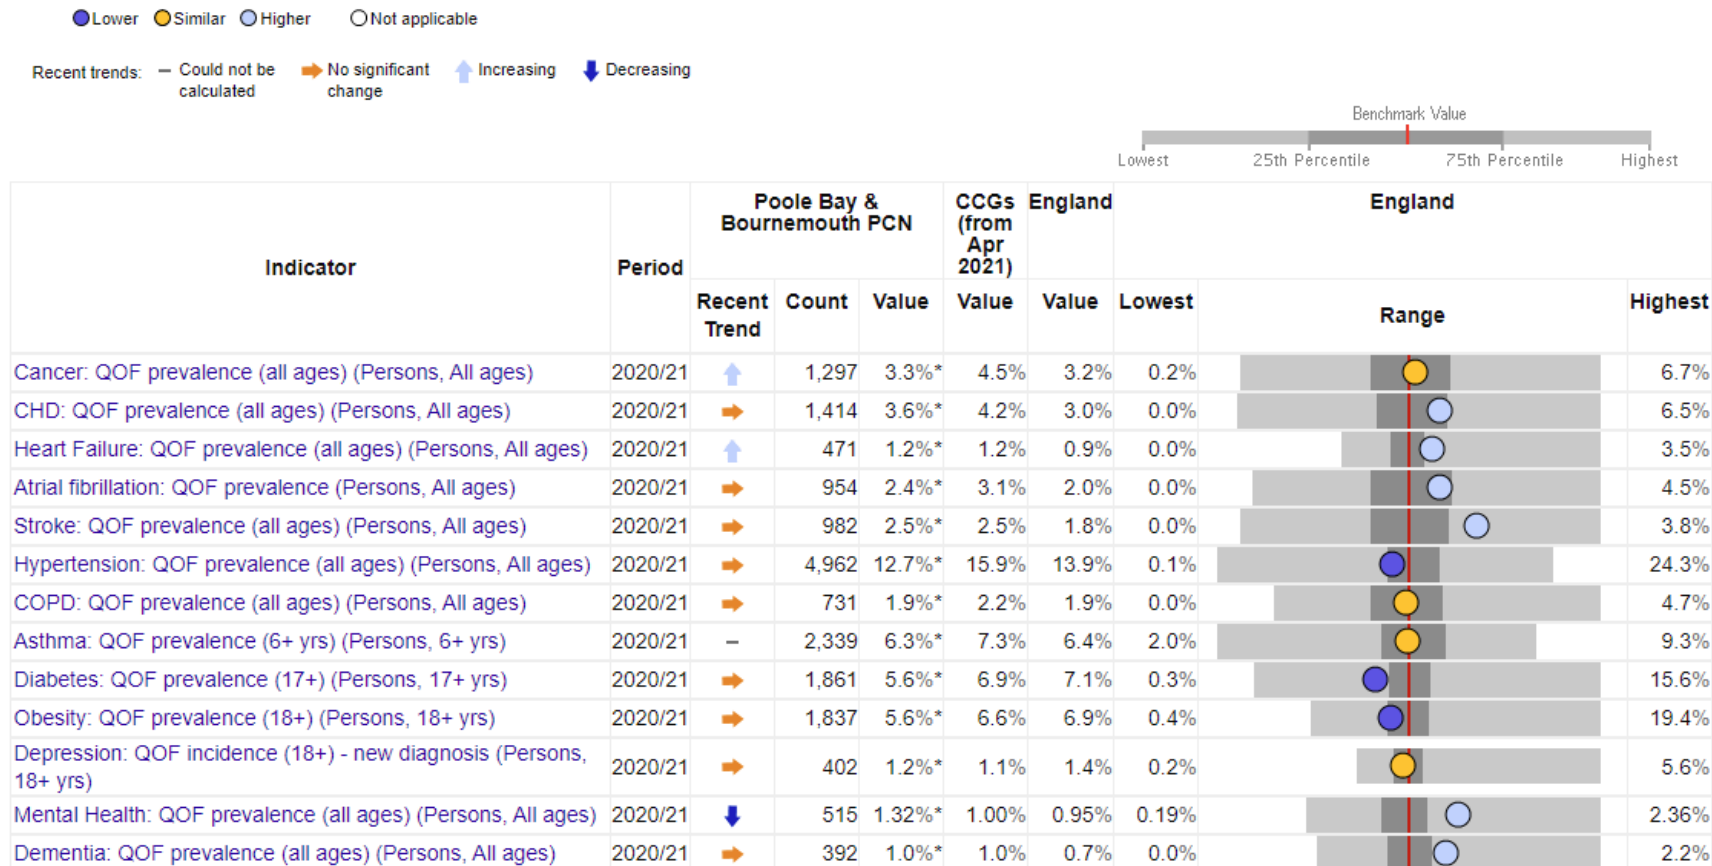 Lower Similar Higher Not applicable
Recent trends: – Could not be calculated No significant change Increasing Decreasing
Benchmark Value
Lowest 25th Percentile 75th Percentile Highest
Indicator Period Poole Bay & Bournemouth PCN CCGs (from Apr 2021) England England
Recent Trend Count Value Value Value Lowest Range Highest
Cancer: QOF prevalence (all ages) (Persons, All ages) 2020/21 1,297 3.3%* 4.5% 3.2% 0.2% 6.7%
CHD: QOF prevalence (all ages) (Persons, All ages) 2020/21 1,414 3.6%* 4.2% 3.0% 0.0% 6.5%
Heart Failure: QOF prevalence (all ages) (Persons, All ages) 2020/21 471 1.2%* 1.2% 0.9% 0.0% 3.5%
Atrial fibrillation: QOF prevalence (Persons, All ages) 2020/21 954 2.4%* 3.1% 2.0% 0.0% 4.5%
Stroke: QOF prevalence (all ages) (Persons, All ages) 2020/21 982 2.5%* 2.5% 1.8% 0.0% 3.8%
Hypertension: QOF prevalence (all ages) (Persons, All ages) 2020/21 4,962 12.7%* 15.9% 13.9% 0.1% 24.3%
COPD: QOF prevalence (all ages) (Persons, All ages) 2020/21 731 1.9%* 2.2% 1.9% 0.0% 4.7%
Asthma: QOF prevalence (6+ yrs) (Persons, 6+ yrs) 2020/21 – 2,339 6.3%* 7.3% 6.4% 2.0% 9.3%
Diabetes: QOF prevalence (17+) (Persons, 17+ yrs) 2020/21 1,861 5.6%* 6.9% 7.1% 0.3% 15.6%
Obesity: QOF prevalence (18+) (Persons, 18+ yrs) 2020/21 1,837 5.6%* 6.6% 6.9% 0.4% 19.4%
Depression: QOF incidence (18+) - new diagnosis (Persons,
18+ yrs) 2020/21 402 1.2%* 1.1% 1.4% 0.2% 5.6%
Mental Health: QOF prevalence (all ages) (Persons, All ages) 2020/21 515 1.32%* 1.00% 0.95% 0.19% 2.36%
Dementia: QOF prevalence (all ages) (Persons, All ages) 2020/21 392 1.0%* 1.0% 0.7% 0.0% 2.2%